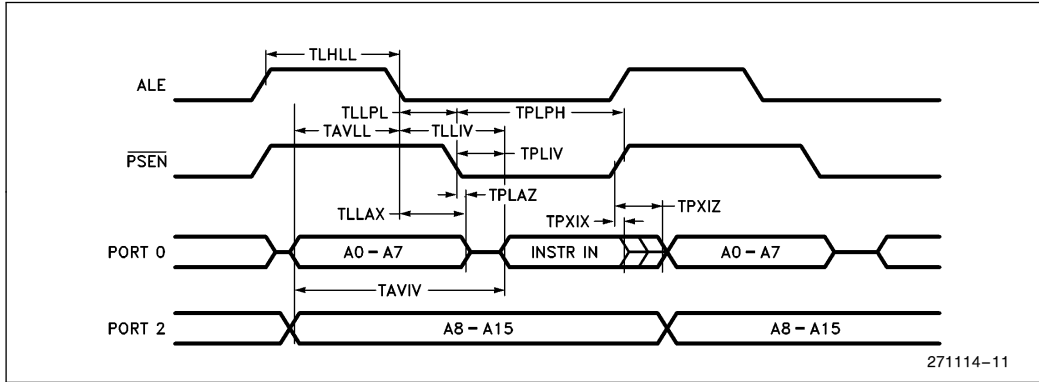 TLHLL
ALE
TLLPL TPLPH
TAVLL TLLIV
PSEN TPLIV
TPLAZ
TLLAX TPXIZ
TPXIX
PORT 0 A0 – A7 INSTR IN A0 – A7
TAVIV
PORT 2 A8 – A15 A8 – A15
271114–11